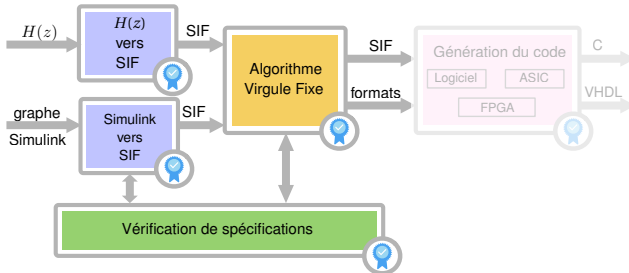 H(z)
H(z)
vers
SIF
SIF
graphe
Simulink
Simulink
vers
SIF
SIF
Algorithme
Virgule Fixe
SIF
formats
Génération du code
Logiciel
ASIC
FPGA
C
VHDL
Vérification de spécifications